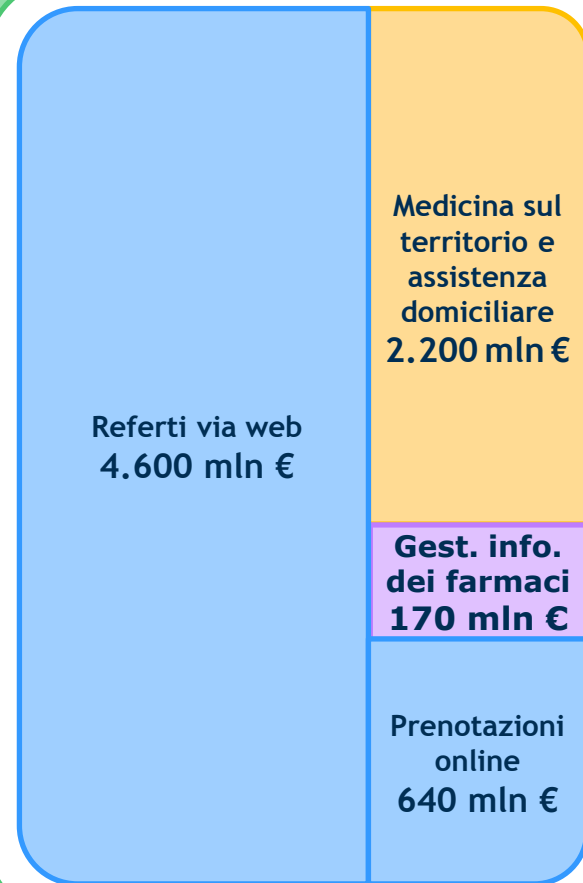 Referti via web
4.600 mln €
Medicina sul
territorio e
assistenza
domiciliare
2.200 mln €
Gest. info.
dei farmaci
170 mln €
Prenotazioni
online
640 mln €